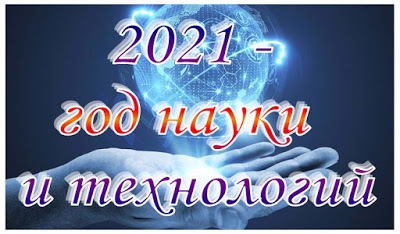 2021 -
год науки
и технологий